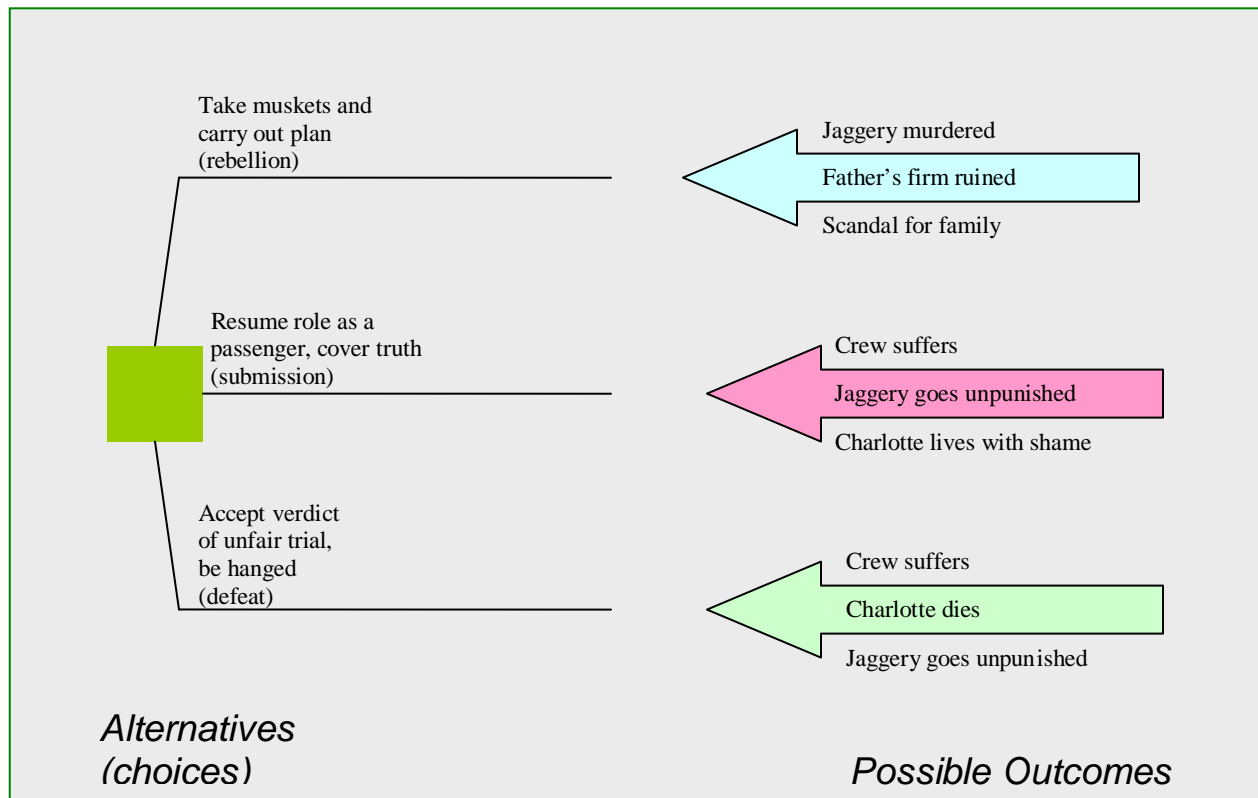 Take muskets and
carry out plan
(rebellion)
Jaggery murdered
Father's firm ruined
Scandal for family
Resume role as a
passenger, cover truth
(submission)
Crew suffers
Jaggery goes unpunished
Charlotte lives with shame
Accept verdict
of unfair trial,
be hanged
(defeat)
Crew suffers
Charlotte dies
Jaggery goes unpunished
Alternatives
(choices)
Possible Outcomes